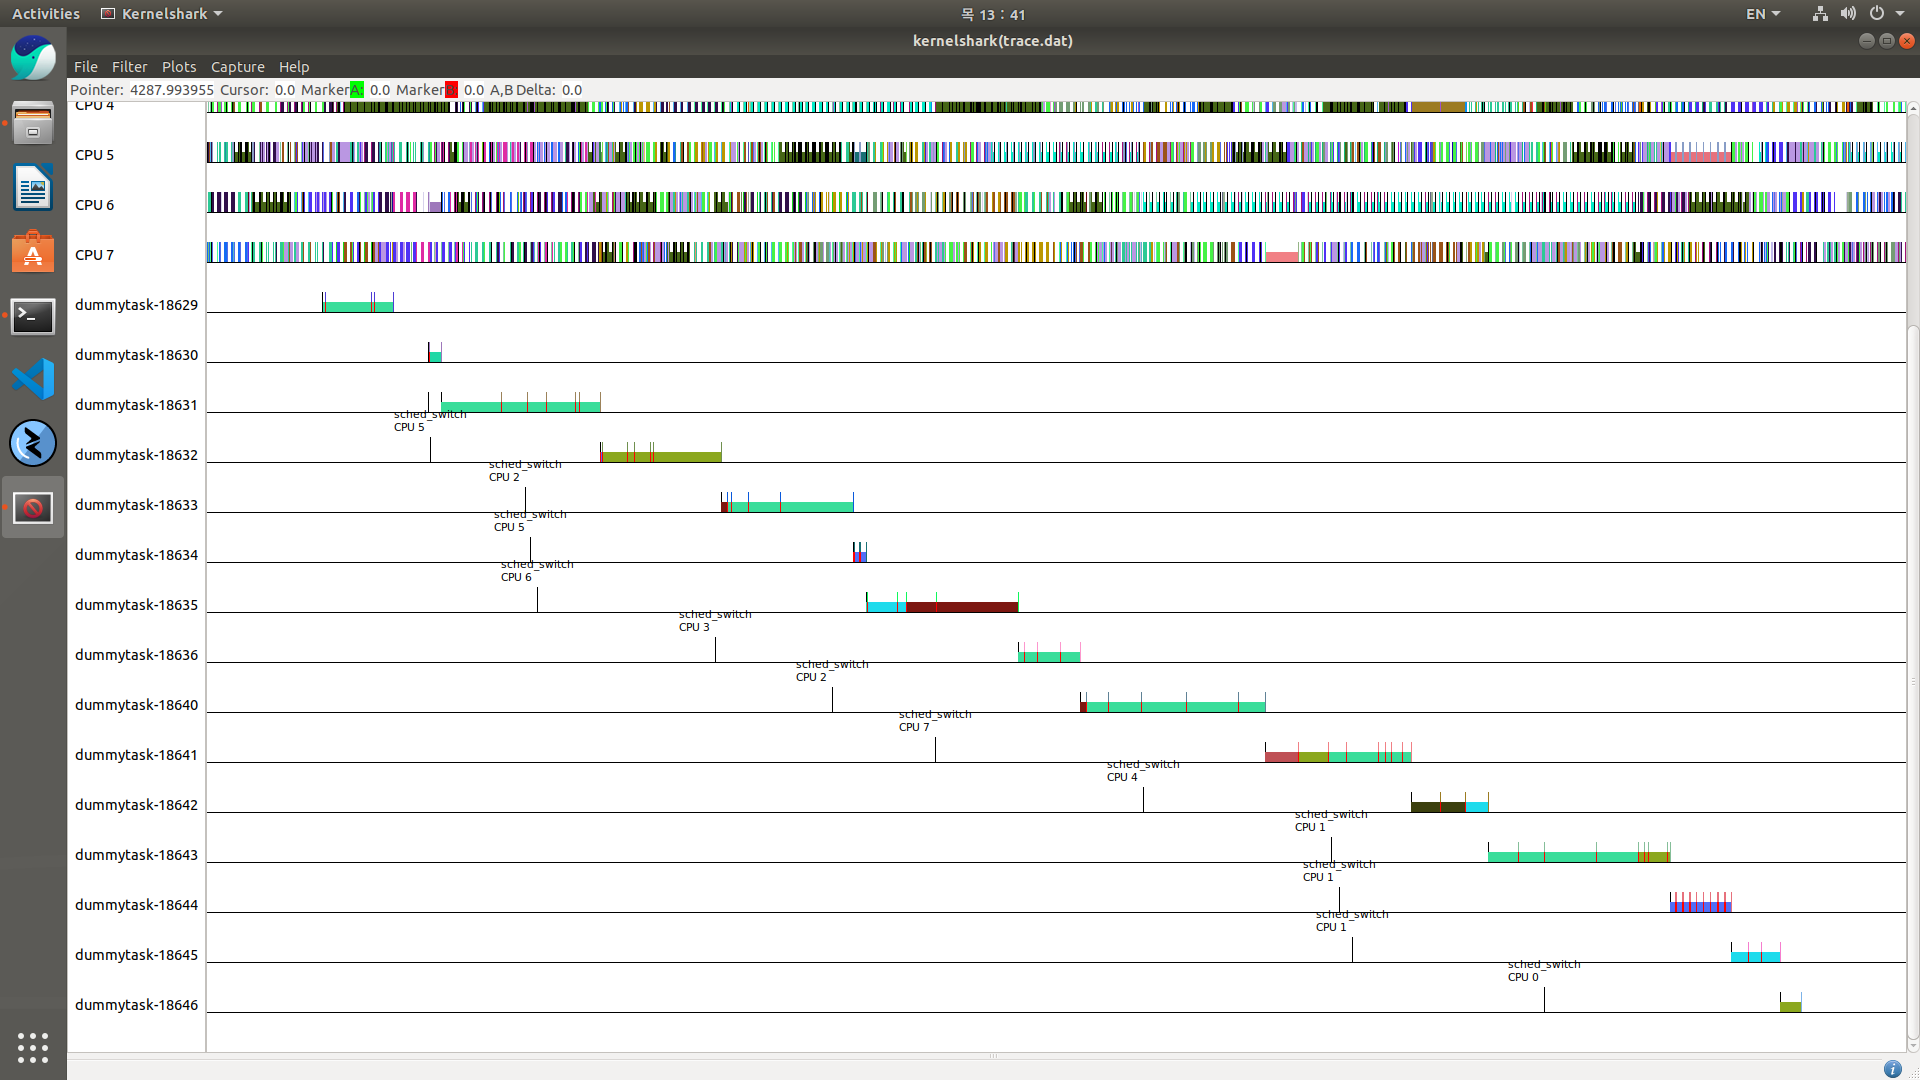 Activities Kernelshark 목 13 : 41 EN
kernelshark(trace.dat)
File Filter Plots Capture Help
Pointer: 4287.993955 Cursor: 0.0 Marker A: 0.0 Marker B: 0.0 A,B Delta: 0.0
CPU 4
CPU 5
CPU 6
CPU 7
dummytask-18629
dummytask-18630
dummytask-18631
sched_switch
CPU 5
dummytask-18632
sched_switch
CPU 2
dummytask-18633
sched_switch
CPU 5
dummytask-18634
sched_switch
CPU 6
dummytask-18635
sched_switch
CPU 3
dummytask-18636
sched_switch
CPU 2
dummytask-18640
sched_switch
CPU 7
dummytask-18641
sched_switch
CPU 4
dummytask-18642
sched_switch
CPU 1
dummytask-18643
sched_switch
CPU 1
dummytask-18644
sched_switch
CPU 1
dummytask-18645
sched_switch
CPU 0
dummytask-18646